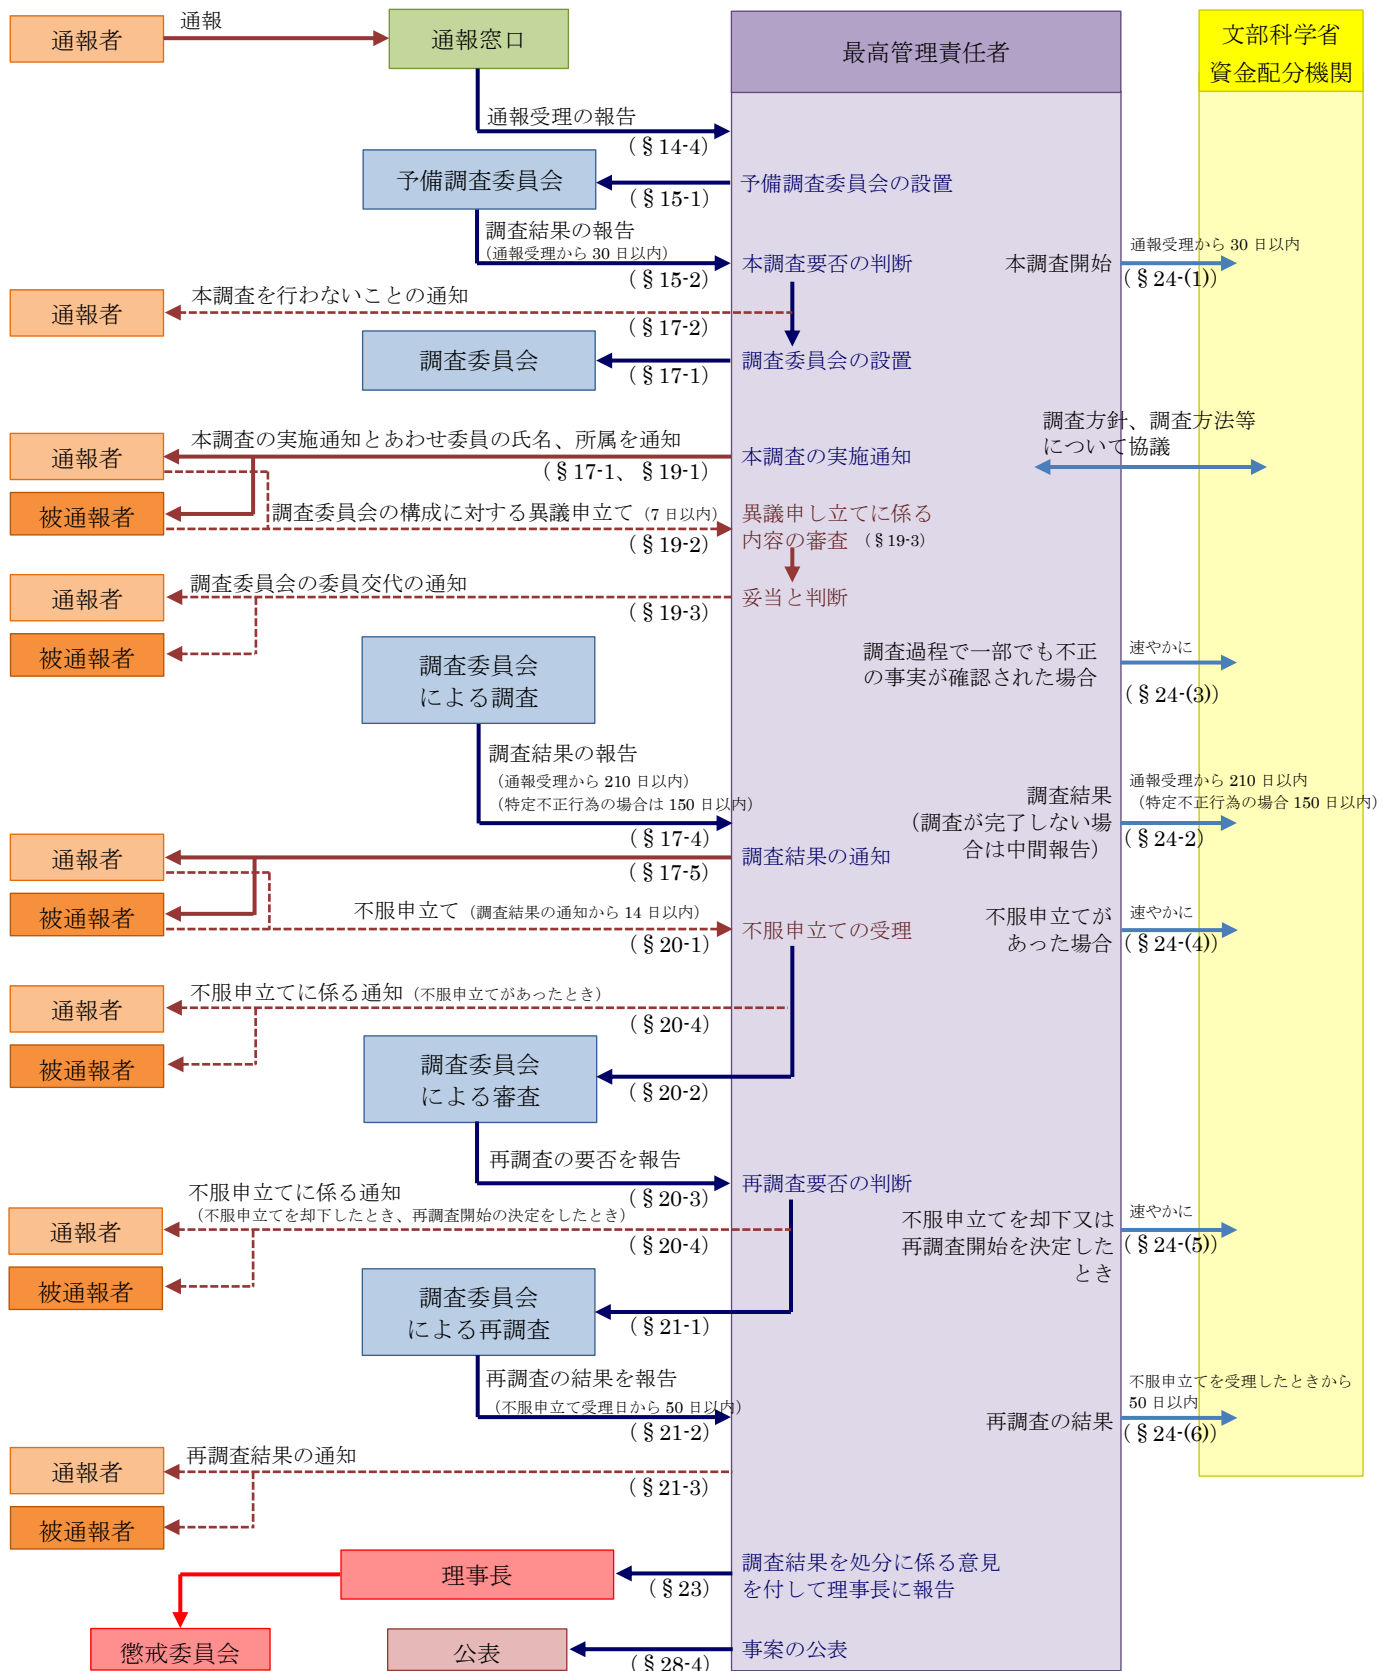 通報者
通報
通報窓口
最高管理責任者
文部科学省
資金配分機関
通報受理の報告
（§14-4）
予備調査委員会
（§15-1）
予備調査委員会の設置
調査結果の報告
（通報受理から 30 日以内）
（§15-2）
本調査要否の判断
本調査開始
通報受理から 30 日以内
（§24-(1)）
通報者
本調査を行わないことの通知
（§17-2）
調査委員会
（§17-1）
調査委員会の設置
調査方針、調査方法等
について協議
通報者
本調査の実施通知とあわせ委員の氏名、所属を通知
（§17-1、§19-1）
本調査の実施通知
被通報者
調査委員会の構成に対する異議申立て（7 日以内）
（§19-2）
異議申し立てに係る
内容の審査（§19-3）
通報者
調査委員会の委員交代の通知
（§19-3）
妥当と判断
被通報者
調査委員会
による調査
調査過程で一部でも不正
の事実が確認された場合
速やかに
（§24-(3)）
調査結果の報告
（通報受理から 210 日以内）
（特定不正行為の場合は 150 日以内）
（§17-4）
調査結果
（調査が完了しない場
合は中間報告）
通報受理から 210 日以内
（特定不正行為の場合 150 日以内）
（§24-2）
通報者
（§17-5）
調査結果の通知
被通報者
不服申立て（調査結果の通知から 14 日以内）
（§20-1）
不服申立ての受理
不服申立てが
あった場合
速やかに
（§24-(4)）
通報者
不服申立てに係る通知（不服申立てがあったとき）
（§20-4）
被通報者
調査委員会
による審査
（§20-2）
再調査の要否を報告
（§20-3）
再調査要否の判断
通報者
不服申立てに係る通知
（不服申立てを却下したとき、再調査開始の決定をしたとき）
（§20-4）
不服申立てを却下又は
再調査開始を決定した
とき
速やかに
（§24-(5)）
被通報者
調査委員会
による再調査
（§21-1）
再調査の結果を報告
（不服申立て受理日から 50 日以内）
（§21-2）
再調査の結果
不服申立てを受理したときから
50 日以内
（§24-(6)）
通報者
再調査結果の通知
（§21-3）
被通報者
理事長
（§23）
調査結果を処分に係る意見
を付して理事長に報告
懲戒委員会
公表
（§28-4）
事案の公表